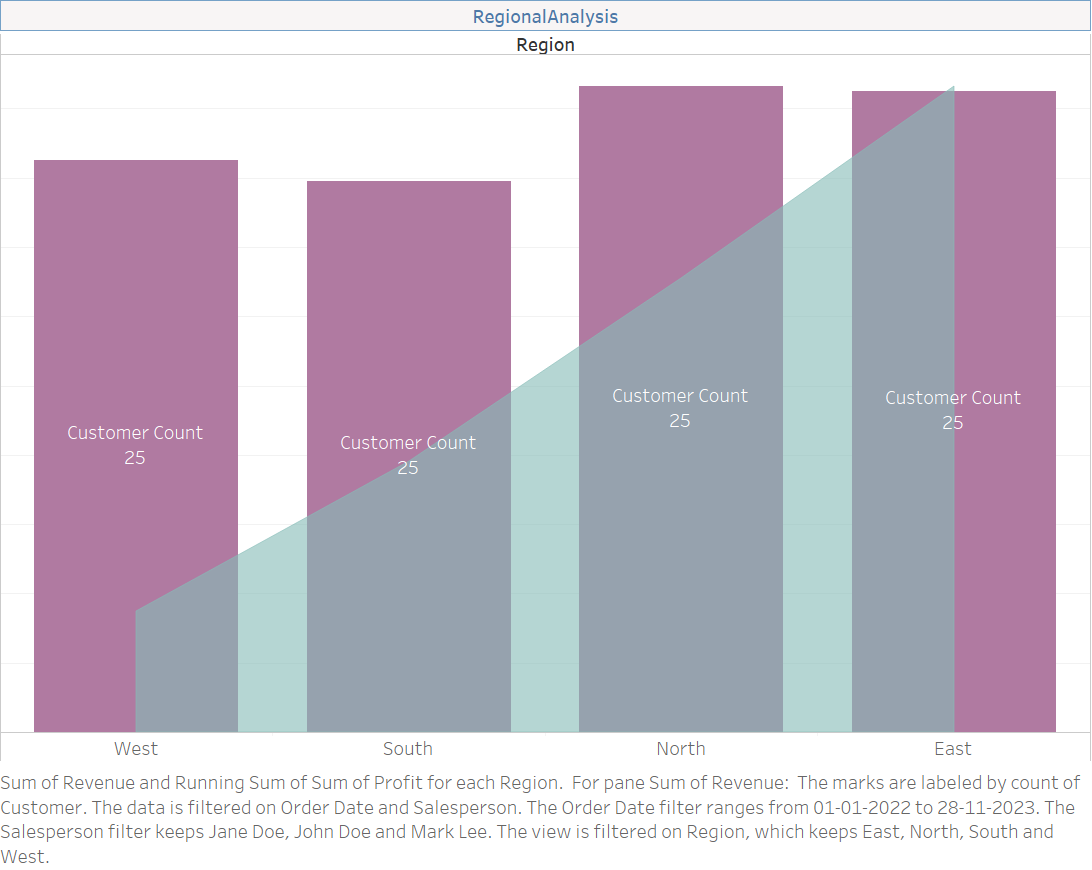 RegionalAnalysis
Region
Customer Count
25
Customer Count
25
Customer Count
25
Customer Count
25
West
South
North
East
Sum of Revenue and Running Sum of Sum of Profit for each Region.  For pane Sum of Revenue:  The marks are labeled by count of
Customer. The data is filtered on Order Date and Salesperson. The Order Date filter ranges from 01-01-2022 to 28-11-2023. The
Salesperson filter keeps Jane Doe, John Doe and Mark Lee. The view is filtered on Region, which keeps East, North, South and
West.